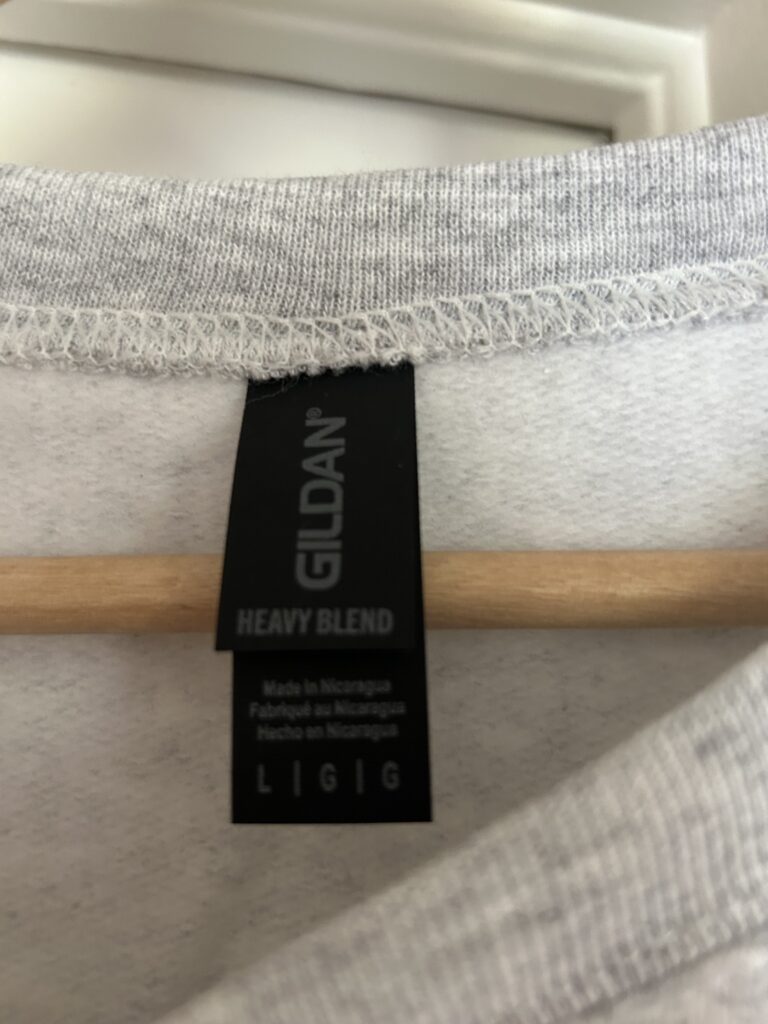 GILDAN®
HEAVY BLEND
Made in Nicaragua
Fabriqué au Nicaragua
Hecho en Nicaragua
L | G | G